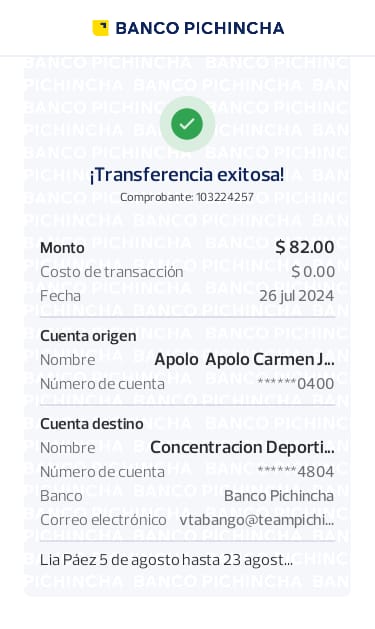 BANCO PICHINCHA
¡Transferencia exitosa!
Comprobante: 103224257
Monto $ 82.00
Costo de transacción $ 0.00
Fecha 26 jul 2024
Cuenta origen
Nombre Apolo Apolo Carmen J...
Número de cuenta ******0400
Cuenta destino
Nombre Concentracion Deporti...
Número de cuenta ******4804
Banco Banco Pichincha
Correo electrónico vtabango@teampichi...
Lia Páez 5 de agosto hasta 23 agost...